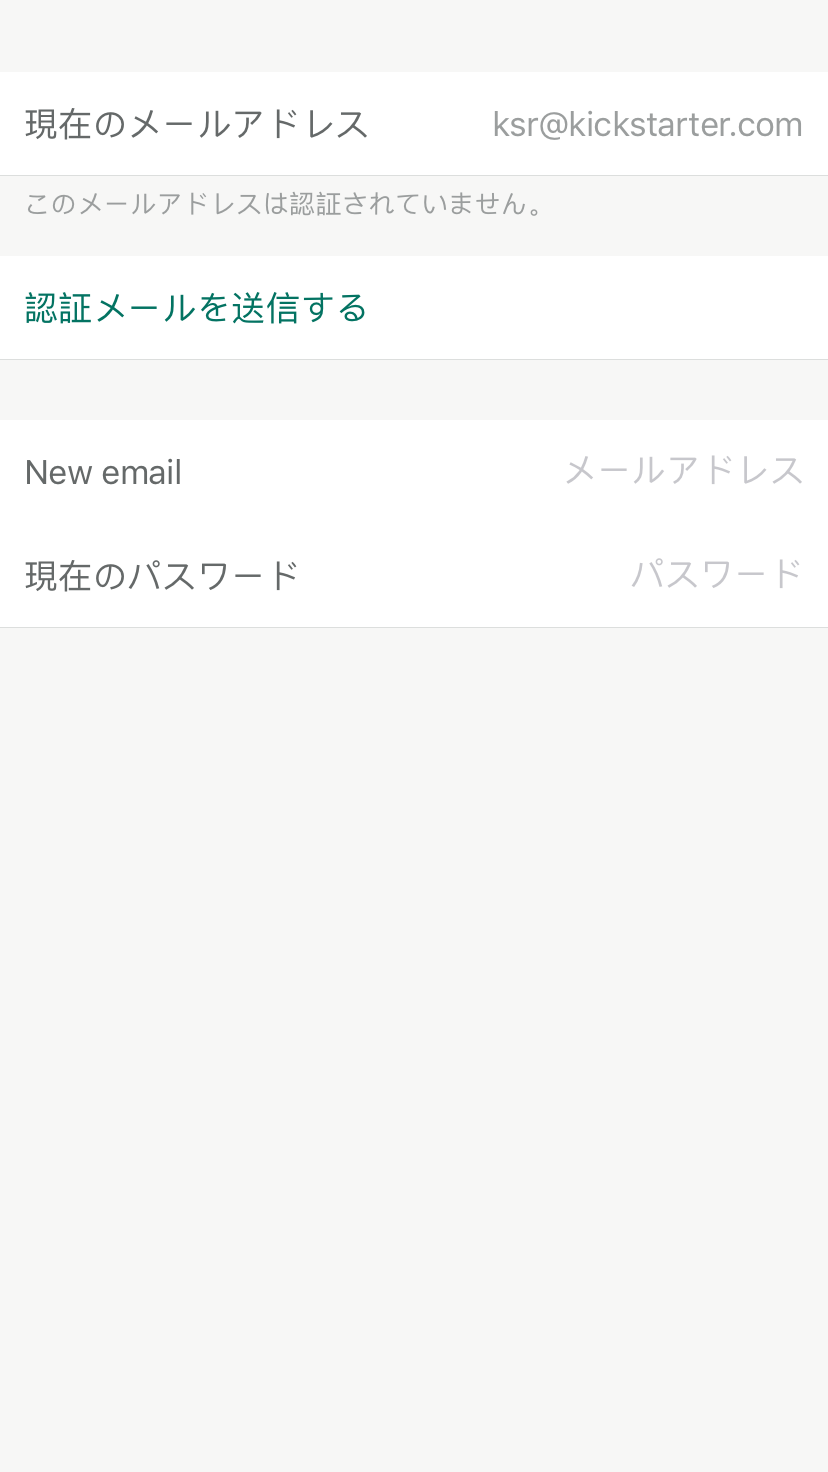 現在のメールアドレス ksr@kickstarter.com
このメールアドレスは認証されていません。
認証メールを送信する
New email メールアドレス
現在のパスワード パスワード